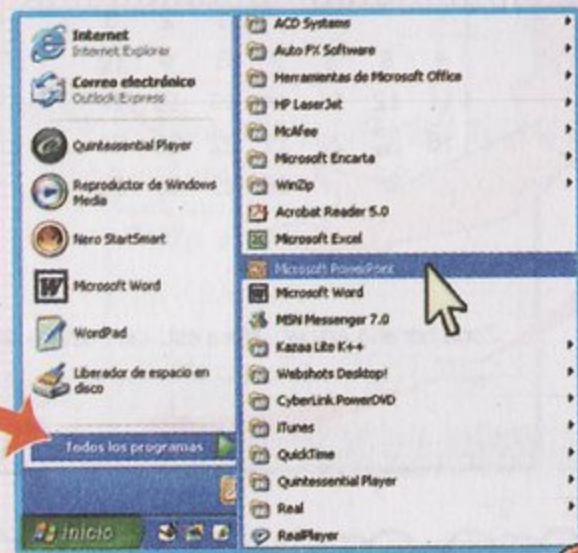 Internet
Internet Explorer
Correo electrónico
Outlook Express
Quintessential Player
Reproductor de Windows
Media
Nero StartSmart
Microsoft Word
WordPad
Liberador de espacio en
disco
Todos los programas
Inicio
ACD Systems
Auto FX Software
Herramientas de Microsoft Office
HP LaserJet
McAfee
Microsoft Encarta
WinZip
Acrobat Reader 5.0
Microsoft Excel
Microsoft PowerPoint
Microsoft Word
MSN Messenger 7.0
Kazaa Lite K++
Webshots Desktop!
CyberLink PowerDVD
iTunes
QuickTime
Quintessential Player
Real
RealPlayer